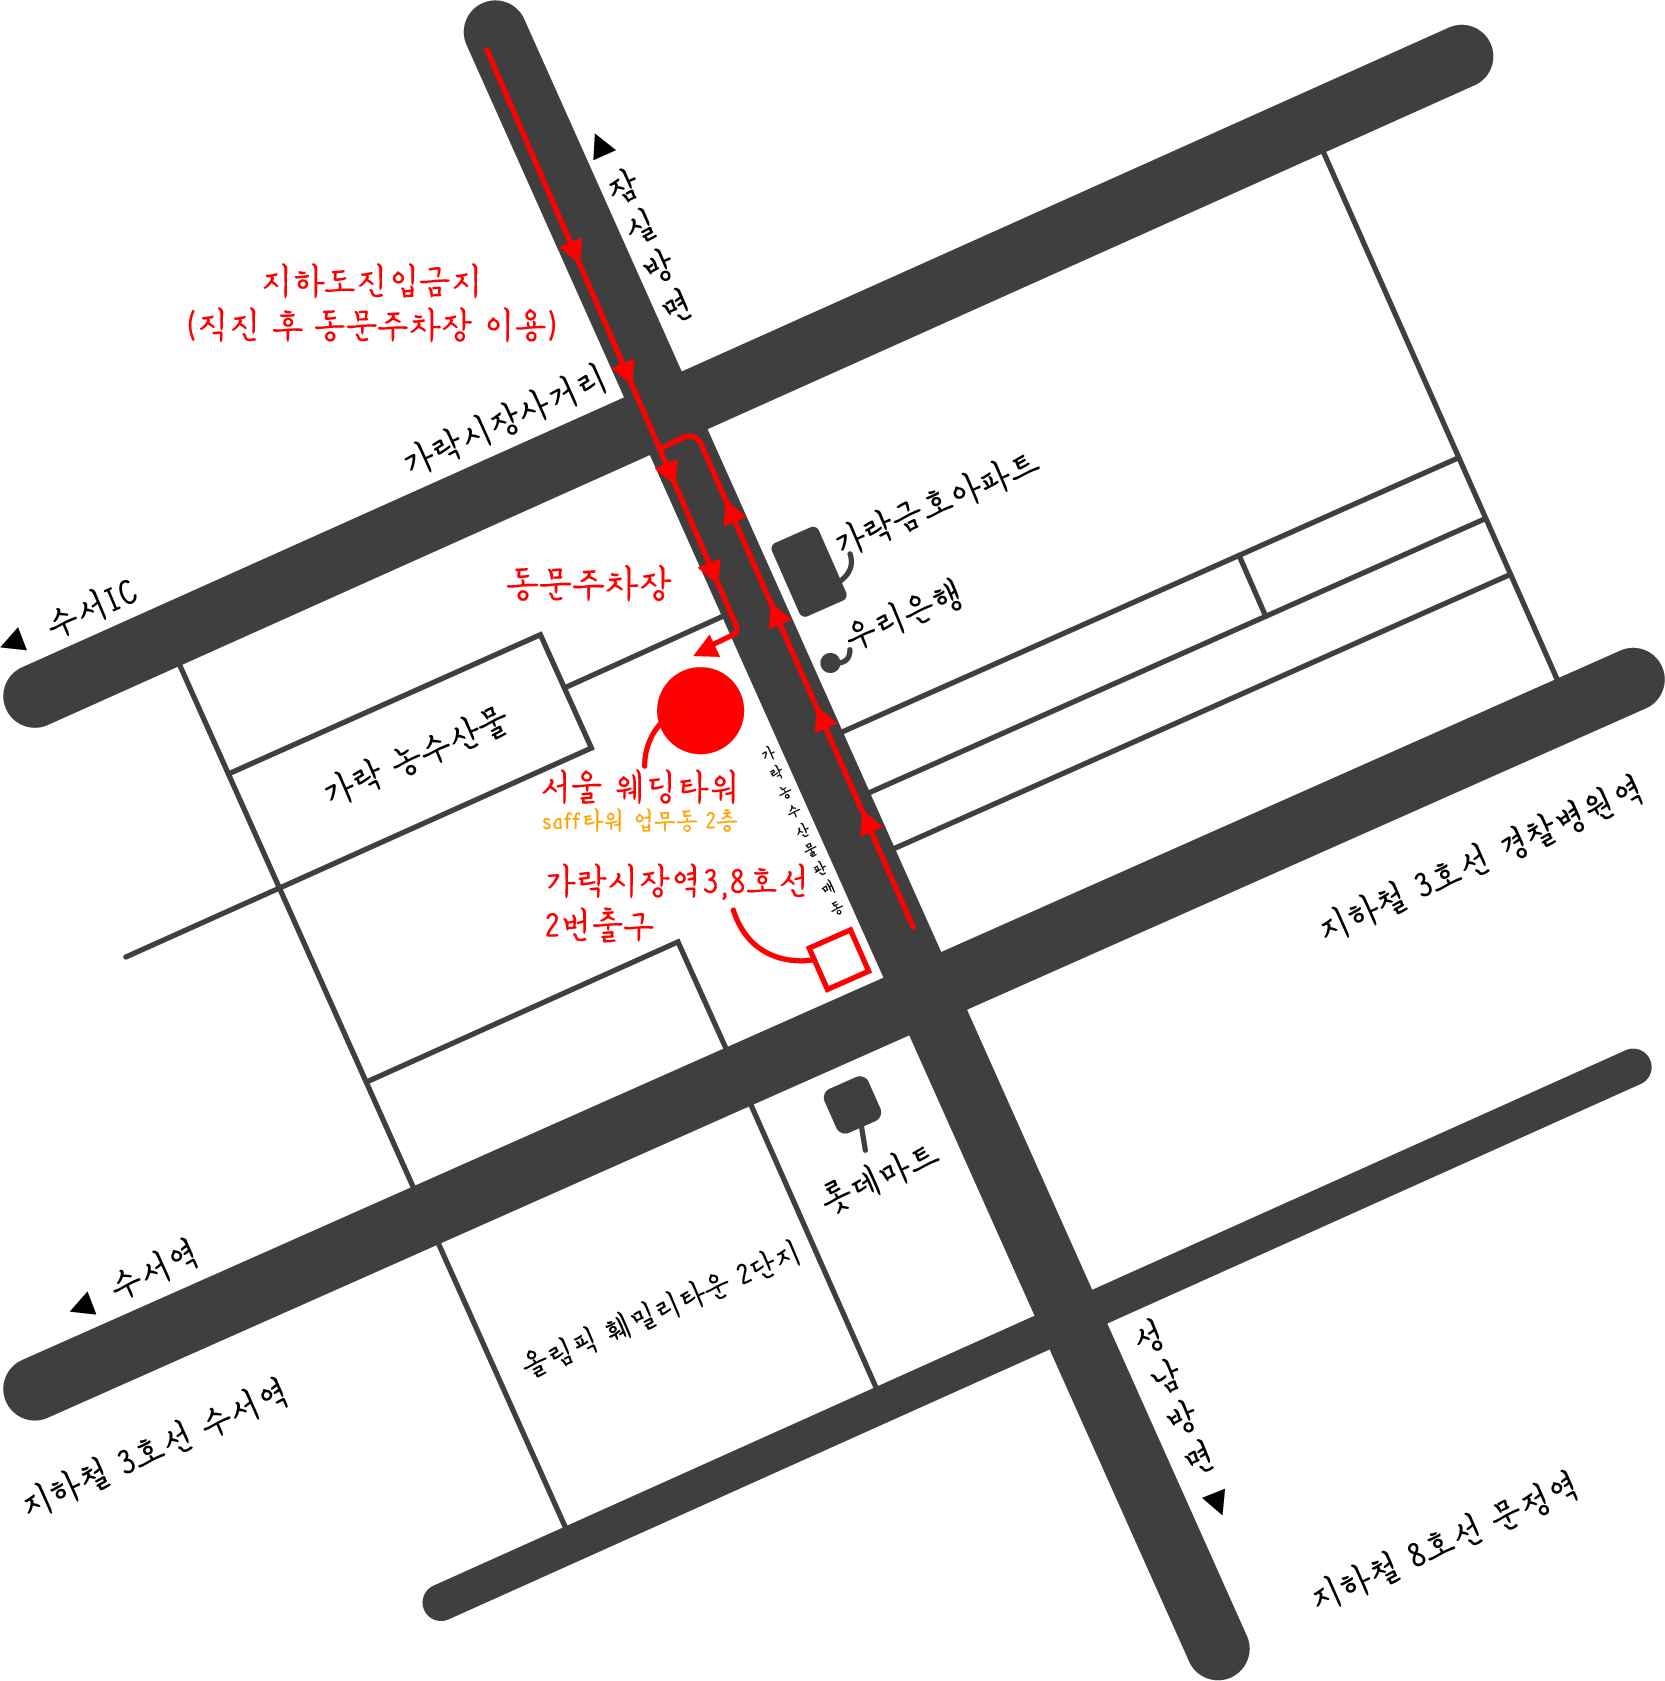 잠실방면
지하도진입금지
(직진 후 동문주차장 이용)
가락시장사거리
가락금호아파트
동문주차장
수서IC
우리은행
가락 농수산물
서울 웨딩타워
saff타워 업무동 2층
가락농수산물판매동
가락시장역3,8호선
2번출구
지하철 3호선 경찰병원역
롯데마트
수서역
올림픽 훼밀리타운 2단지
성남방면
지하철 3호선 수서역
지하철 8호선 문정역